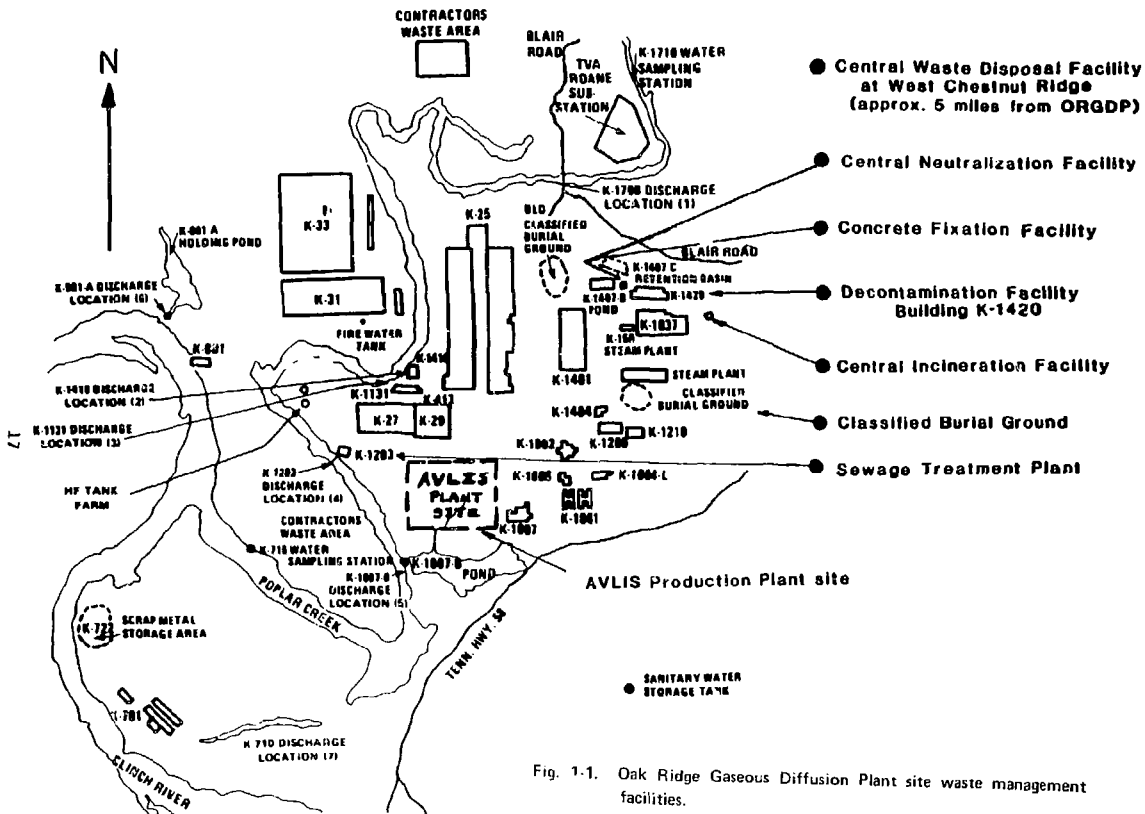 CONTRACTORS
WASTE AREA
BLAIR
ROAD
TVA
ROANE
SUB-
STATION
K-1710 WATER
SAMPLING
STATION
N
Central Waste Disposal Facility
at West Chestnut Ridge
(approx. 5 miles from ORGDP)
Central Neutralization Facility
Concrete Fixation Facility
Decontamination Facility
Building K-1420
Central Incineration Facility
Classified Burial Ground
Sewage Treatment Plant
K-1700 DISCHARGE
LOCATION (1)
K-25
OLD
CLASSIFIED
BURIAL
GROUND
BLAIR ROAD
K-1407-C
RETENTION BASIN
K-1407-B
POND
K-1420
K-1037
STEAM PLANT
K-1401
STEAM PLANT
CLASSIFIED
BURIAL GROUND
K-33
K-901 A
HOLDING POND
K-901-A DISCHARGE
LOCATION (6)
K-31
FIRE WATER
TANK
K-901
K-1410
K-1410 DISCHARGE
LOCATION (2)
K-1131
K-413
K-1131 DISCHARGE
LOCATION (3)
K-27
K-29
17
K-1203
K-1203
DISCHARGE
LOCATION (4)
HF TANK
FARM
K-1200
K-1210
K-1002
K-1004-L
K-1007
AVLIS
PLANT
SITE
CONTRACTORS
WASTE AREA
K-716 WATER
SAMPLING STATION
K-1007-B
POND
K-1007-B
DISCHARGE
LOCATION (5)
AVLIS Production Plant site
POPLAR CREEK
SCRAP METAL
STORAGE AREA
TENN. HWY. 58
SANITARY WATER
STORAGE TANK
K 710 DISCHARGE
LOCATION (7)
CLINCH RIVER
Fig. 1-1. Oak Ridge Gaseous Diffusion Plant site waste management
facilities.